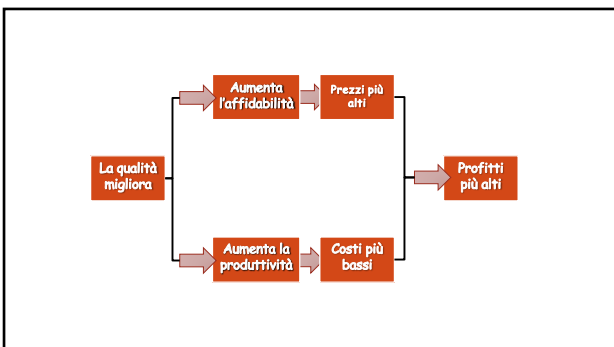 La qualità
migliora
Aumenta
l'affidabilità
Prezzi più
alti
Aumenta la
produttività
Costi più
bassi
Profitti
più alti